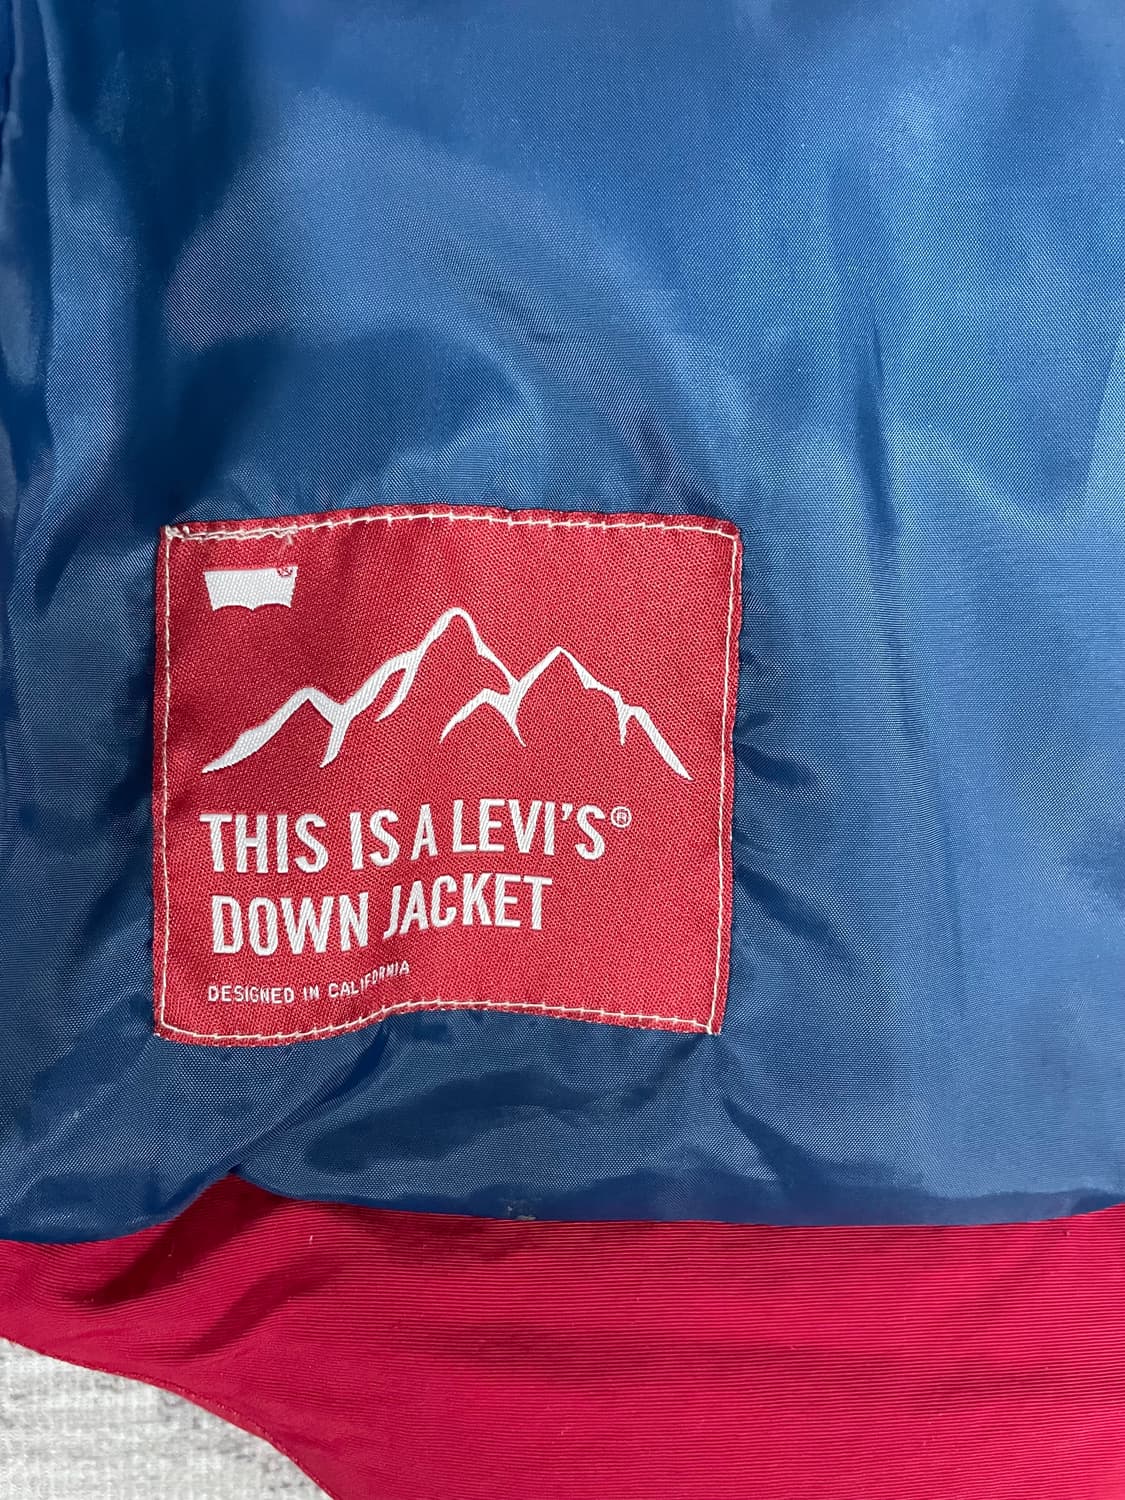 THIS IS A LEVI'S®
DOWN JACKET
DESIGNED IN CALIFORNIA